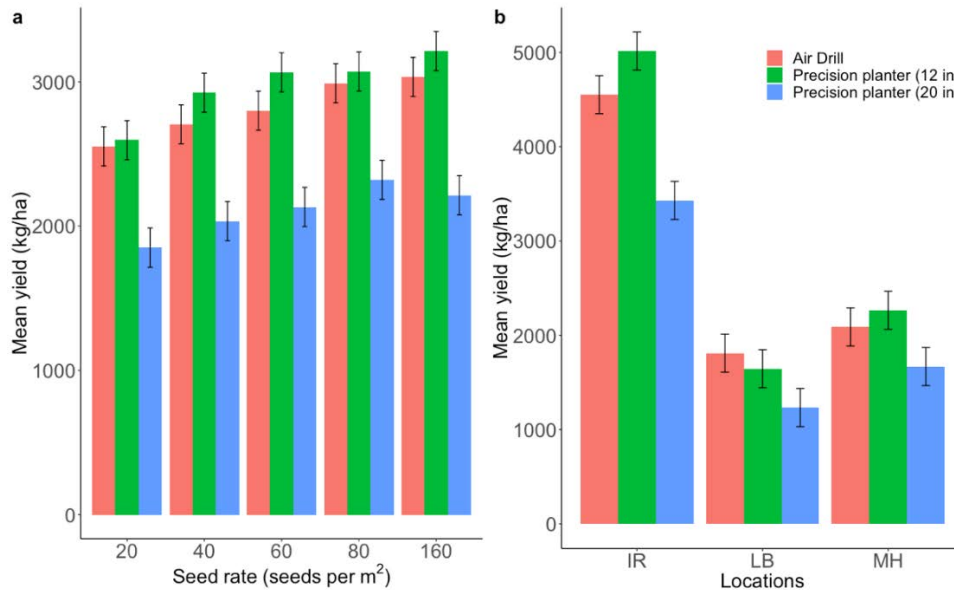 a
Mean yield (kg/ha)
3000
2000
1000
0
20 40 60 80 160
Seed rate (seeds per m²)
b
Mean yield (kg/ha)
5000
4000
3000
2000
1000
0
IR LB MH
Locations
Air Drill
Precision planter (12 in
Precision planter (20 in